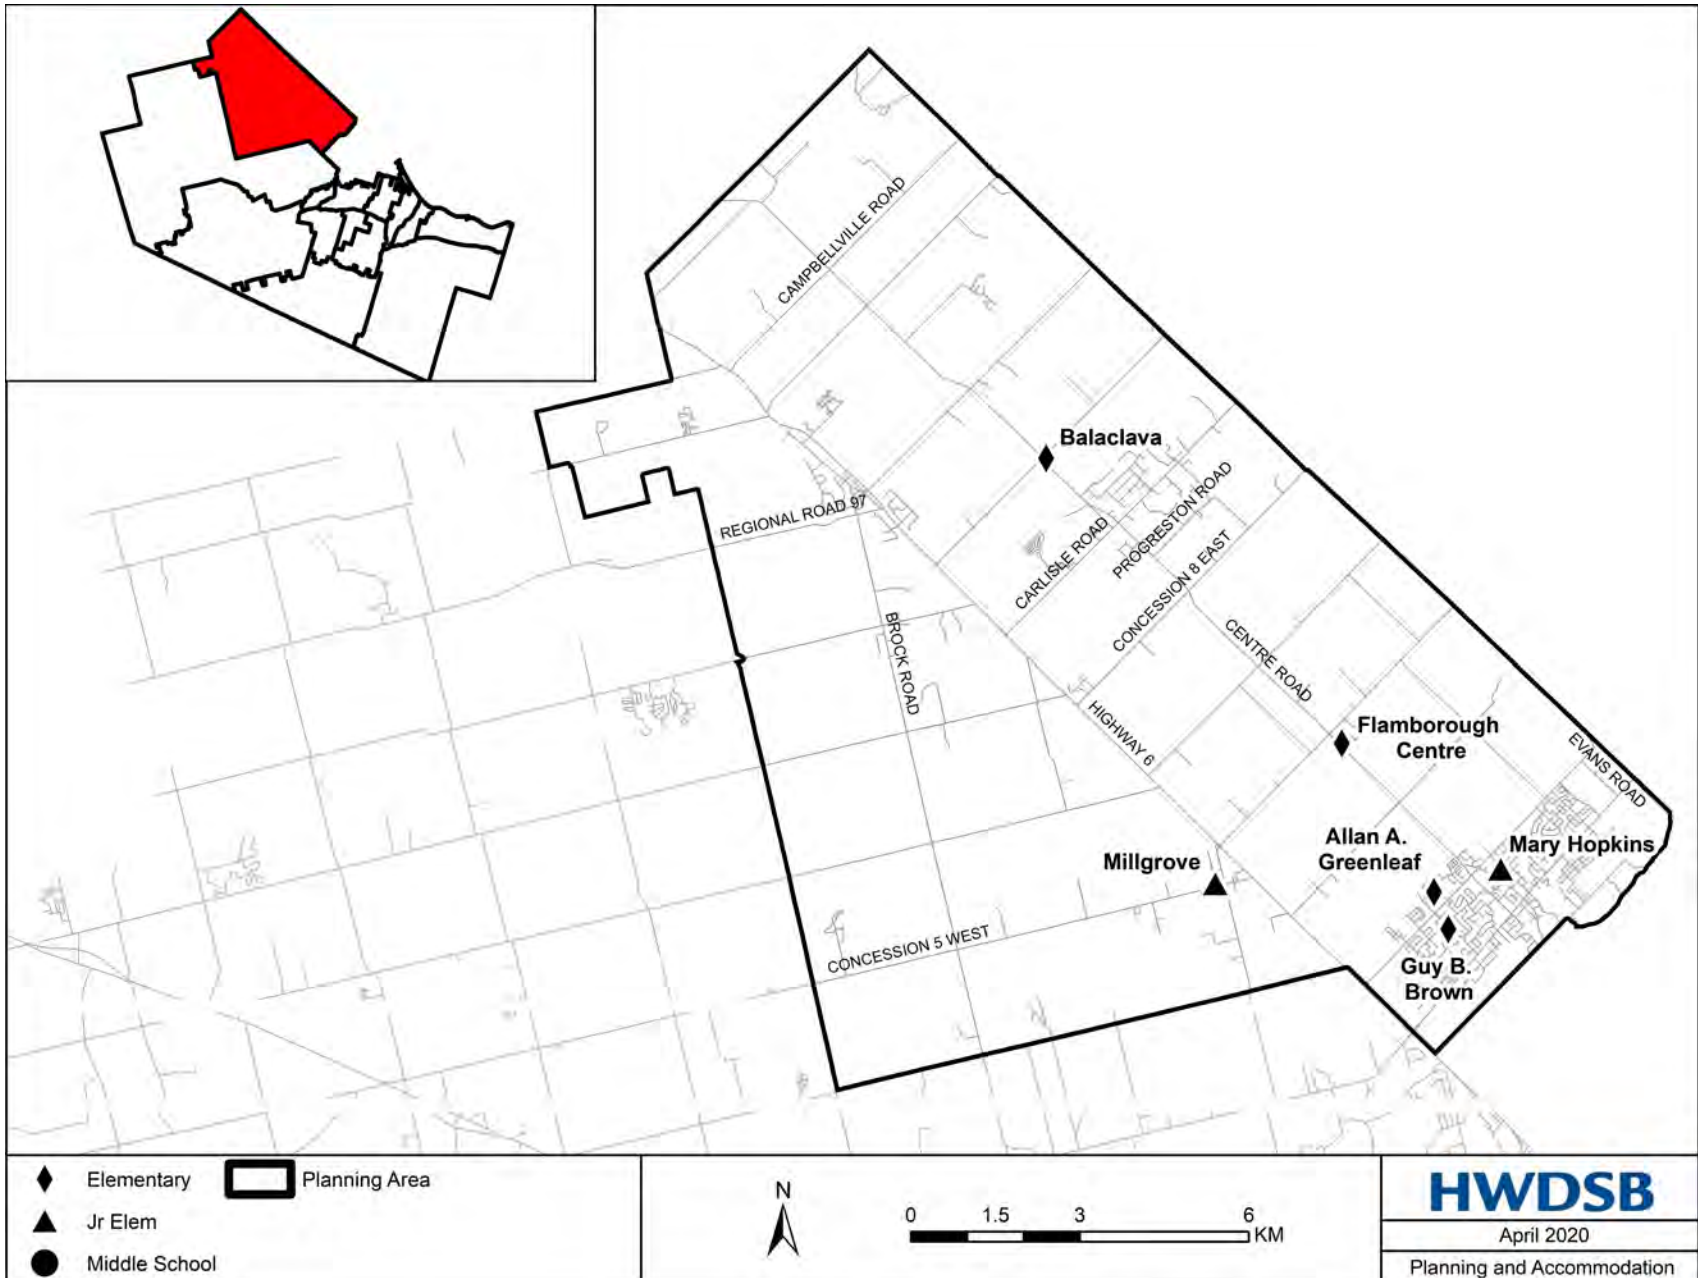 CAMPBELLVILLE ROAD
Balaclava
REGIONAL ROAD 97
PROGRESTON ROAD
CARLISLE ROAD
CONCESSION 8 EAST
BROCK ROAD
CENTRE ROAD
HIGHWAY 6
Flamborough
Centre
EVANS ROAD
Allan A.
Greenleaf
Mary Hopkins
Millgrove
CONCESSION 5 WEST
Guy B.
Brown
Elementary
Planning Area
Jr Elem
Middle School
N
0 1.5 3 6
KM
HWDSB
April 2020
Planning and Accommodation